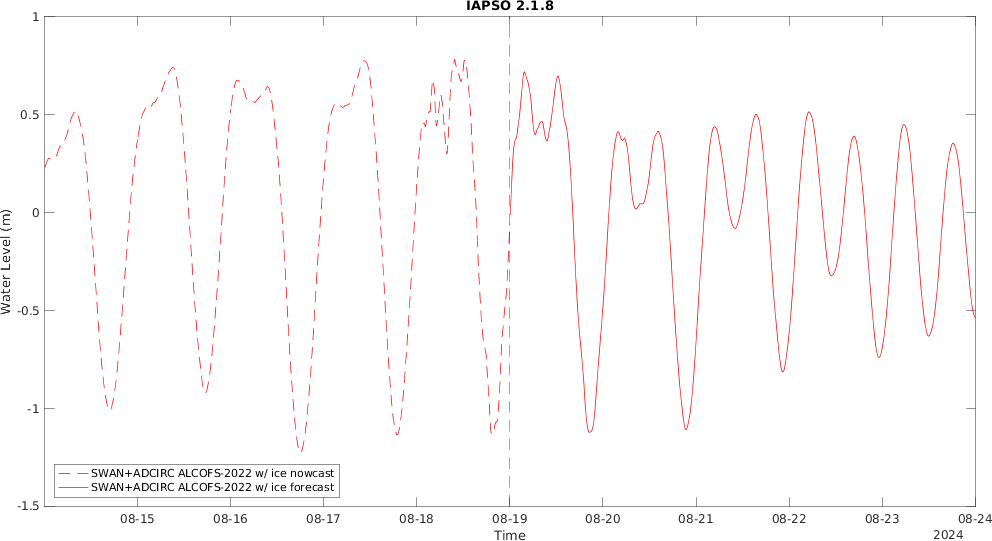 IAPSO 2.1.8
1
0.5
0
-0.5
-1
-1.5
Water Level (m)
SWAN+ADCIRC ALCOFS-2022 w/ ice nowcast
SWAN+ADCIRC ALCOFS-2022 w/ ice forecast
08-15 08-16 08-17 08-18 08-19 08-20 08-21 08-22 08-23 08-24
Time
2024